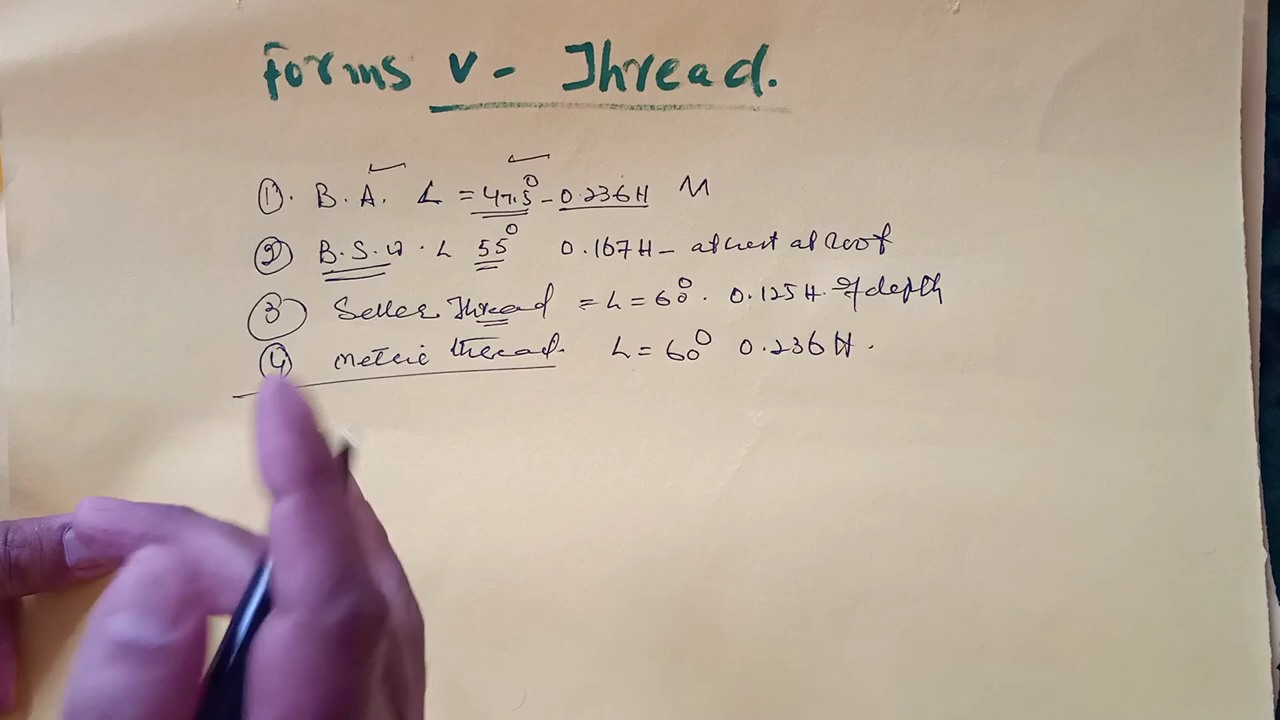 Forms V - Thread.
①. B. A. L = 47.5° - 0.236H M
② B.S.W. L 55° 0.167H - at crest at roof
③ Seller Thread = L = 60°. 0.125H. of depth
④ metric thread. L = 60° 0.236H.